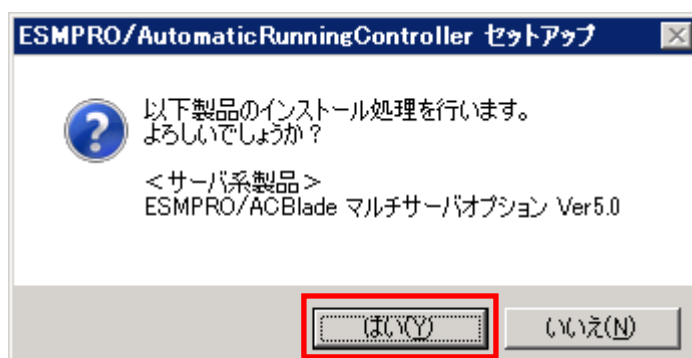 ESMPRO/AutomaticRunningController セットアップ
以下製品のインストール処理を行います。
よろしいでしょうか？
＜サーバ系製品＞
ESMPRO/ACBlade マルチサーバオプション Ver5.0
はい(Y)
いいえ(N)